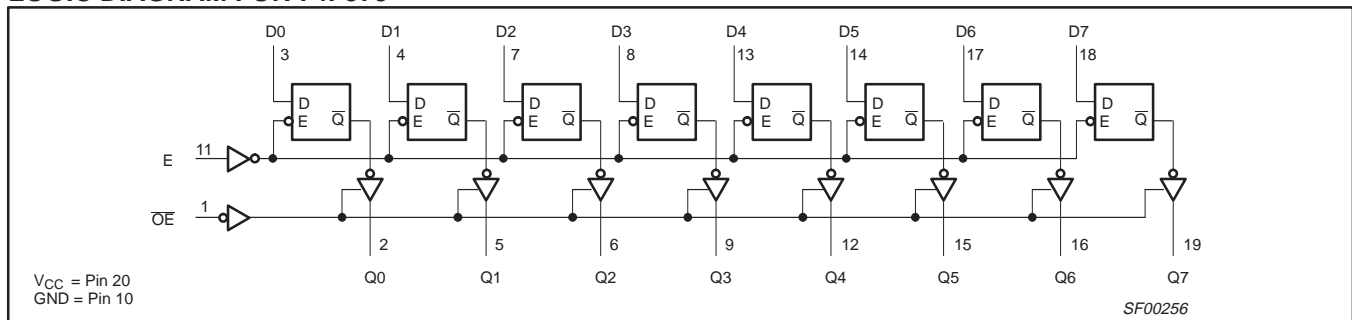 D0 D1 D2 D3 D4 D5 D6 D7
3 4 7 8 13 14 17 18
D D D D D D D D
E Q̅ E Q̅ E Q̅ E Q̅ E Q̅ E Q̅ E Q̅ E Q̅
E 11
O̅E̅ 1
2 5 6 9 12 15 16 19
Q0 Q1 Q2 Q3 Q4 Q5 Q6 Q7
VCC = Pin 20
GND = Pin 10
SF00256